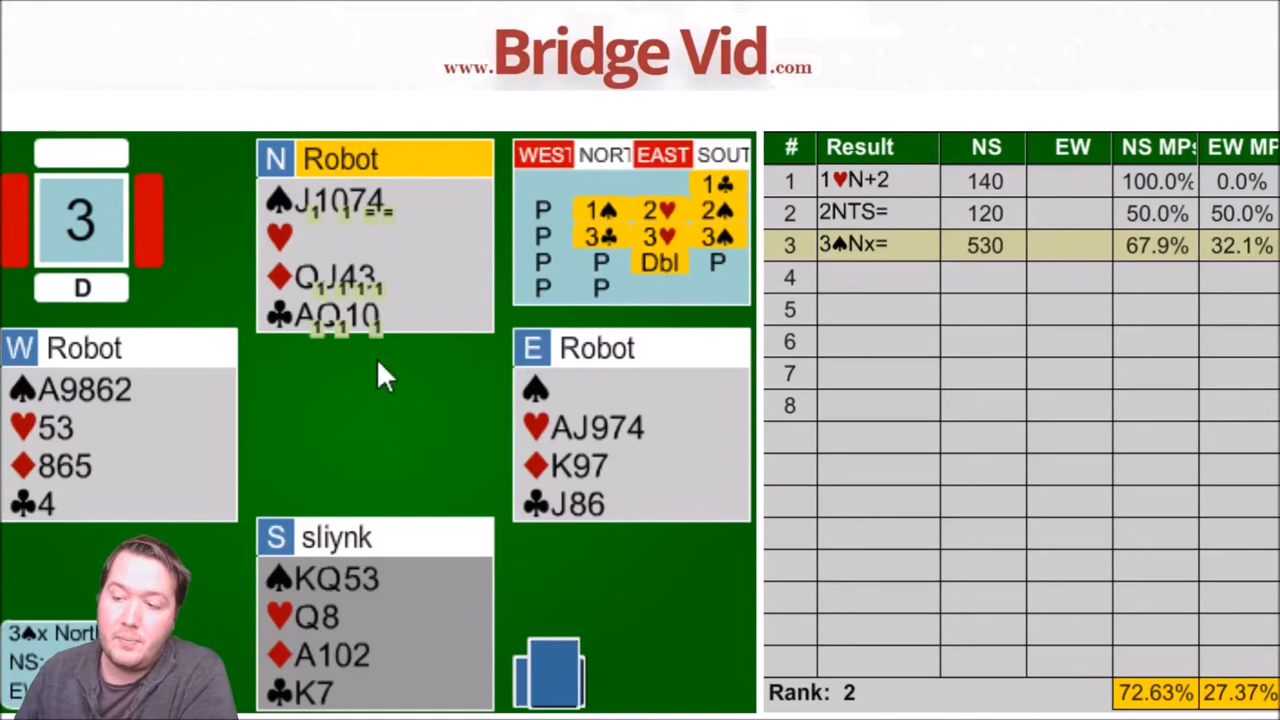 www.Bridge Vid.com
3
D
N Robot
♠J1074
♥
♦QJ43
♣AQ10
WEST NORT EAST SOUT
1♣
P 1♠ 2♥ 2♠
P 3♣ 3♥ 3♠
P P Dbl P
P P
W Robot
♠A9862
♥53
♦865
♣4
E Robot
♠
♥AJ974
♦K97
♣J86
S sliynk
♠KQ53
♥Q8
♦A102
♣K7
3♠x North
NS:
# Result NS EW NS MPs EW MP
1 1♥N+2 140 100.0% 0.0%
2 2NTS= 120 50.0% 50.0%
3 3♠Nx= 530 67.9% 32.1%
4
5
6
7
8
Rank: 2 72.63% 27.37%